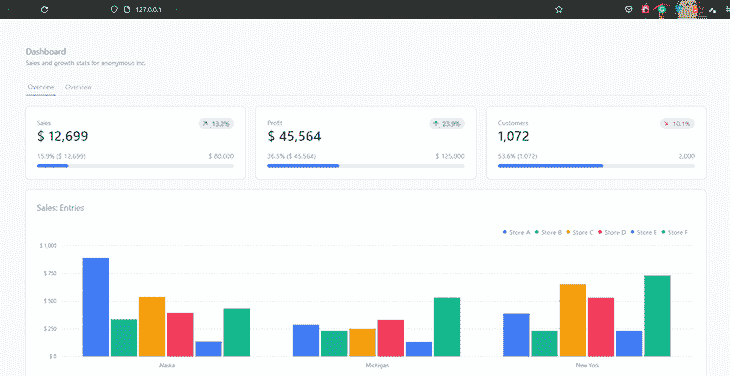 127.0.0.1
Dashboard
Sales and growth stats for anonymous inc.
Overview Overview
Sales
13.2%
$ 12,699
15.9% ($ 12,699) $ 80,000
Profit
23.9%
$ 45,564
36.5% ($ 45,564) $ 125,000
Customers
10.1%
1,072
53.6% (1,072) 2,000
Sales: Entries
Store A Store B Store C Store D Store E Store F
$ 1,000
$ 750
$ 500
$ 250
$ 0
Alaska Michigan New York